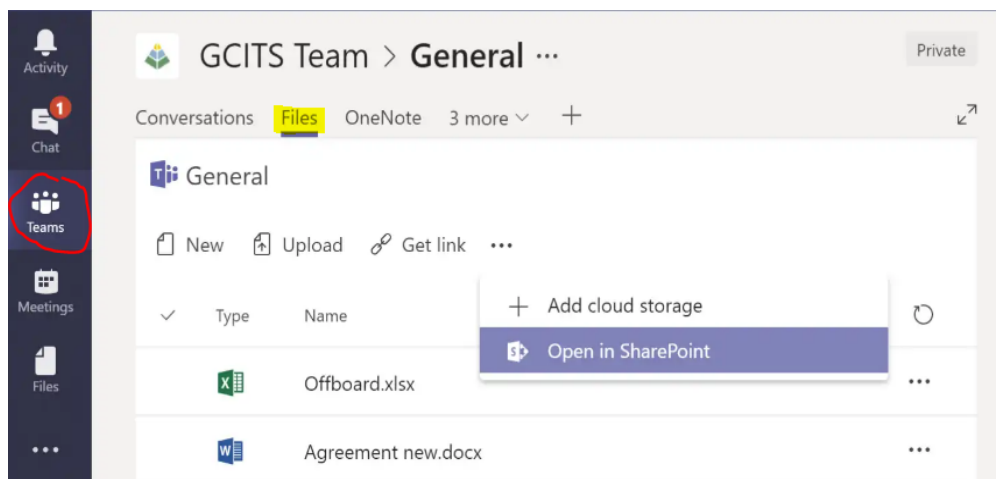 Activity
1
Chat
Teams
Meetings
Files
GCITS Team > General ...
Private
Conversations Files OneNote 3 more +
General
New Upload Get link ...
+ Add cloud storage
Open in SharePoint
Type Name
Offboard.xlsx
Agreement new.docx